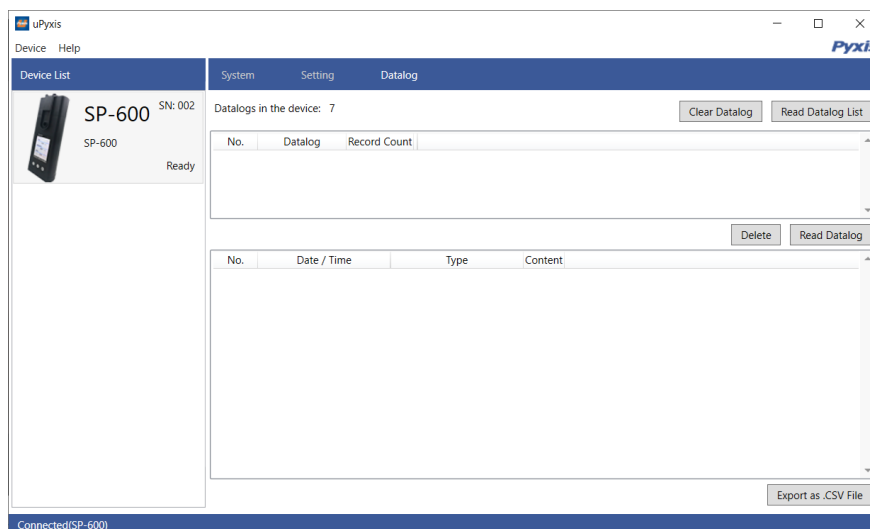 uPyxis
Device Help
Pyxis
Device List
System Setting Datalog
SP-600 SN: 002
SP-600
Ready
Datalogs in the device: 7
Clear Datalog Read Datalog List
No. Datalog Record Count
Delete Read Datalog
No. Date / Time Type Content
Export as .CSV File
Connected(SP-600)